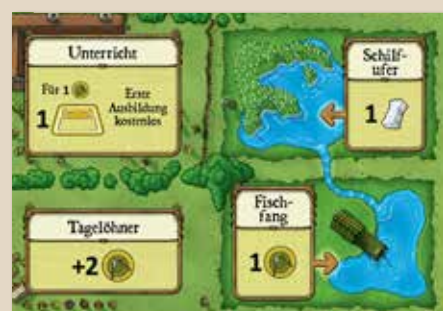 Unterricht
Für 1
Erste
1
Ausbildung
kostenlos
Schilf-
ufer
1
Tagelöhner
+2
Fisch-
fang
1